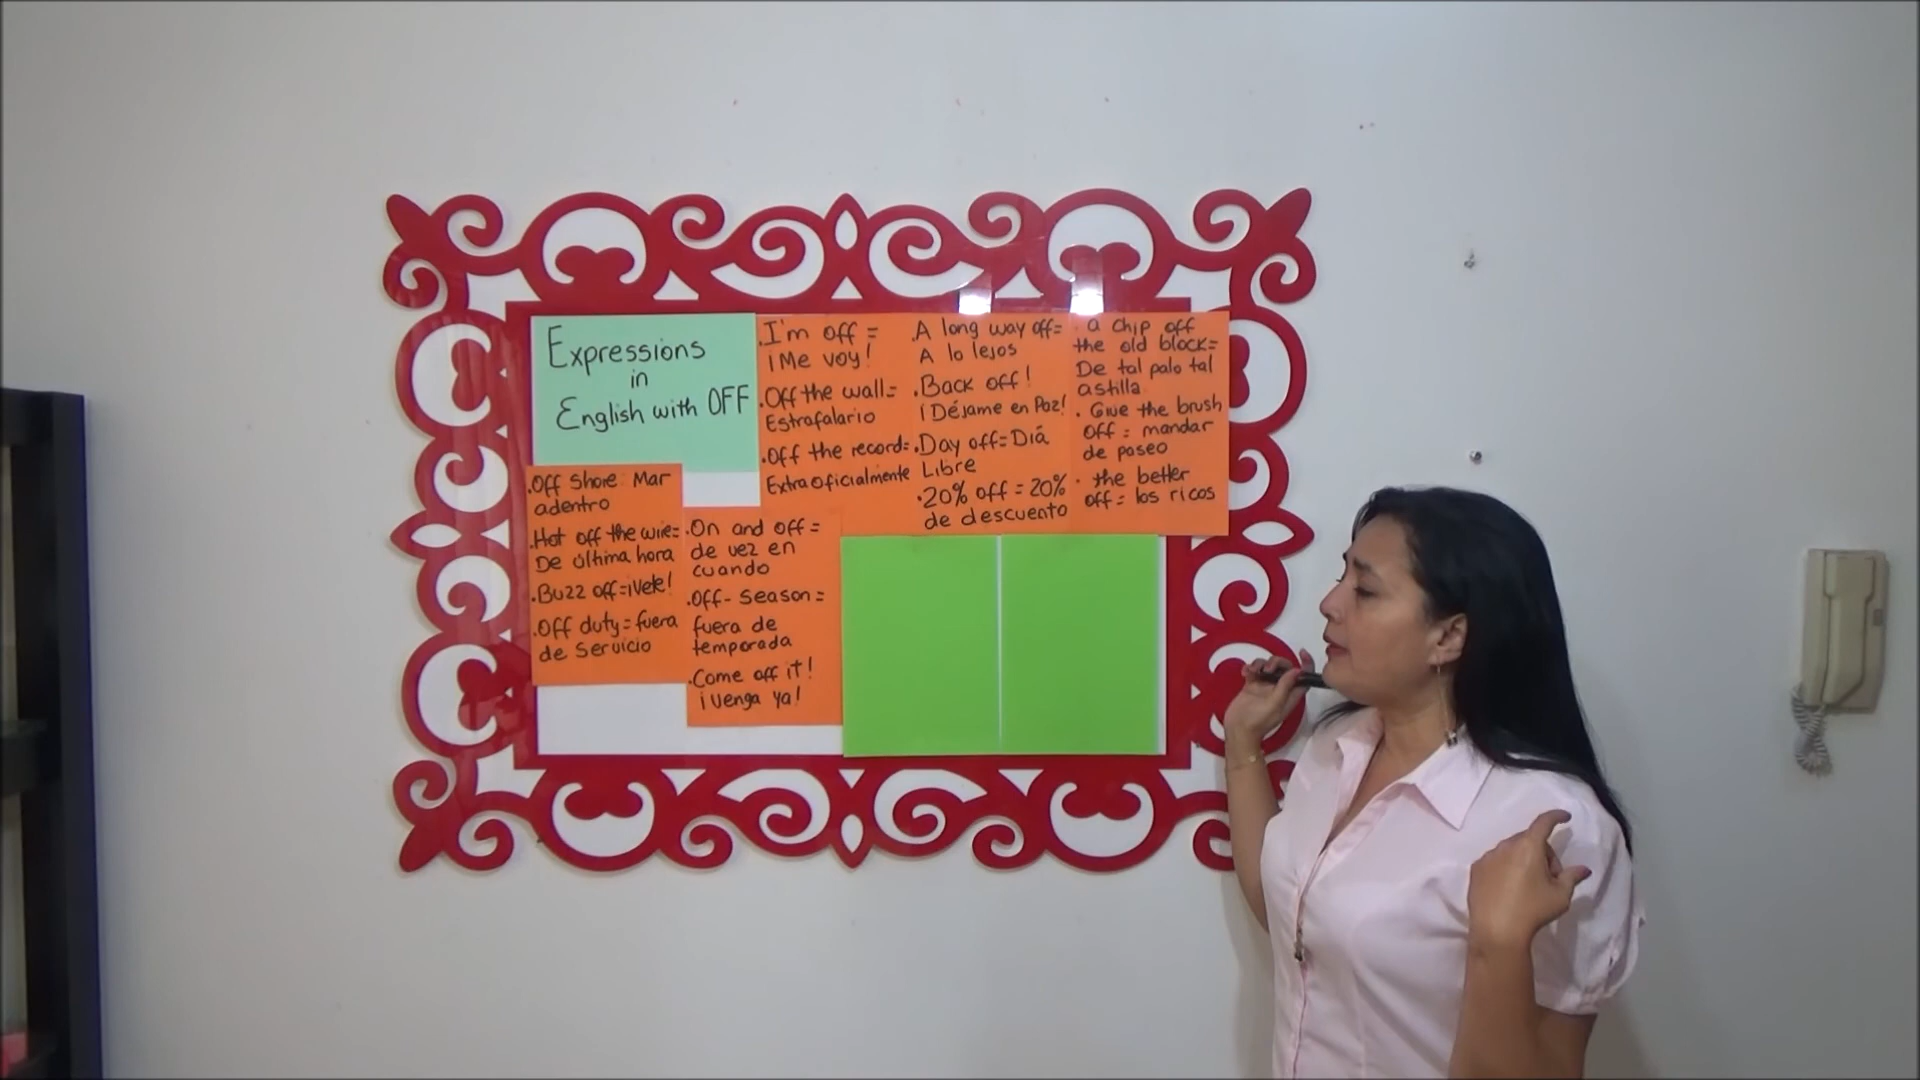 Expressions
in
English with OFF
.I'm off =
¡Me voy!
.Off the wall=
Estrafalario
.Off the record=
Extraoficialmente
.A long way off=
A lo lejos
.Back off!
¡Déjame en Paz!
.Day off=Diá
Libre
.20% off = 20%
de descuento
. a chip off
the old block=
De tal palo tal
astilla
. Give the brush
off = mandar
de paseo
. the better
off= los ricos
.Off Shore= Mar
adentro
.Hot off the wire=
De última hora
.Buzz off=¡Vete!
.Off duty=fuera
de Servicio
.On and off =
de vez en
cuando
.Off-Season=
fuera de
temporada
.Come off it!
¡Venga ya!